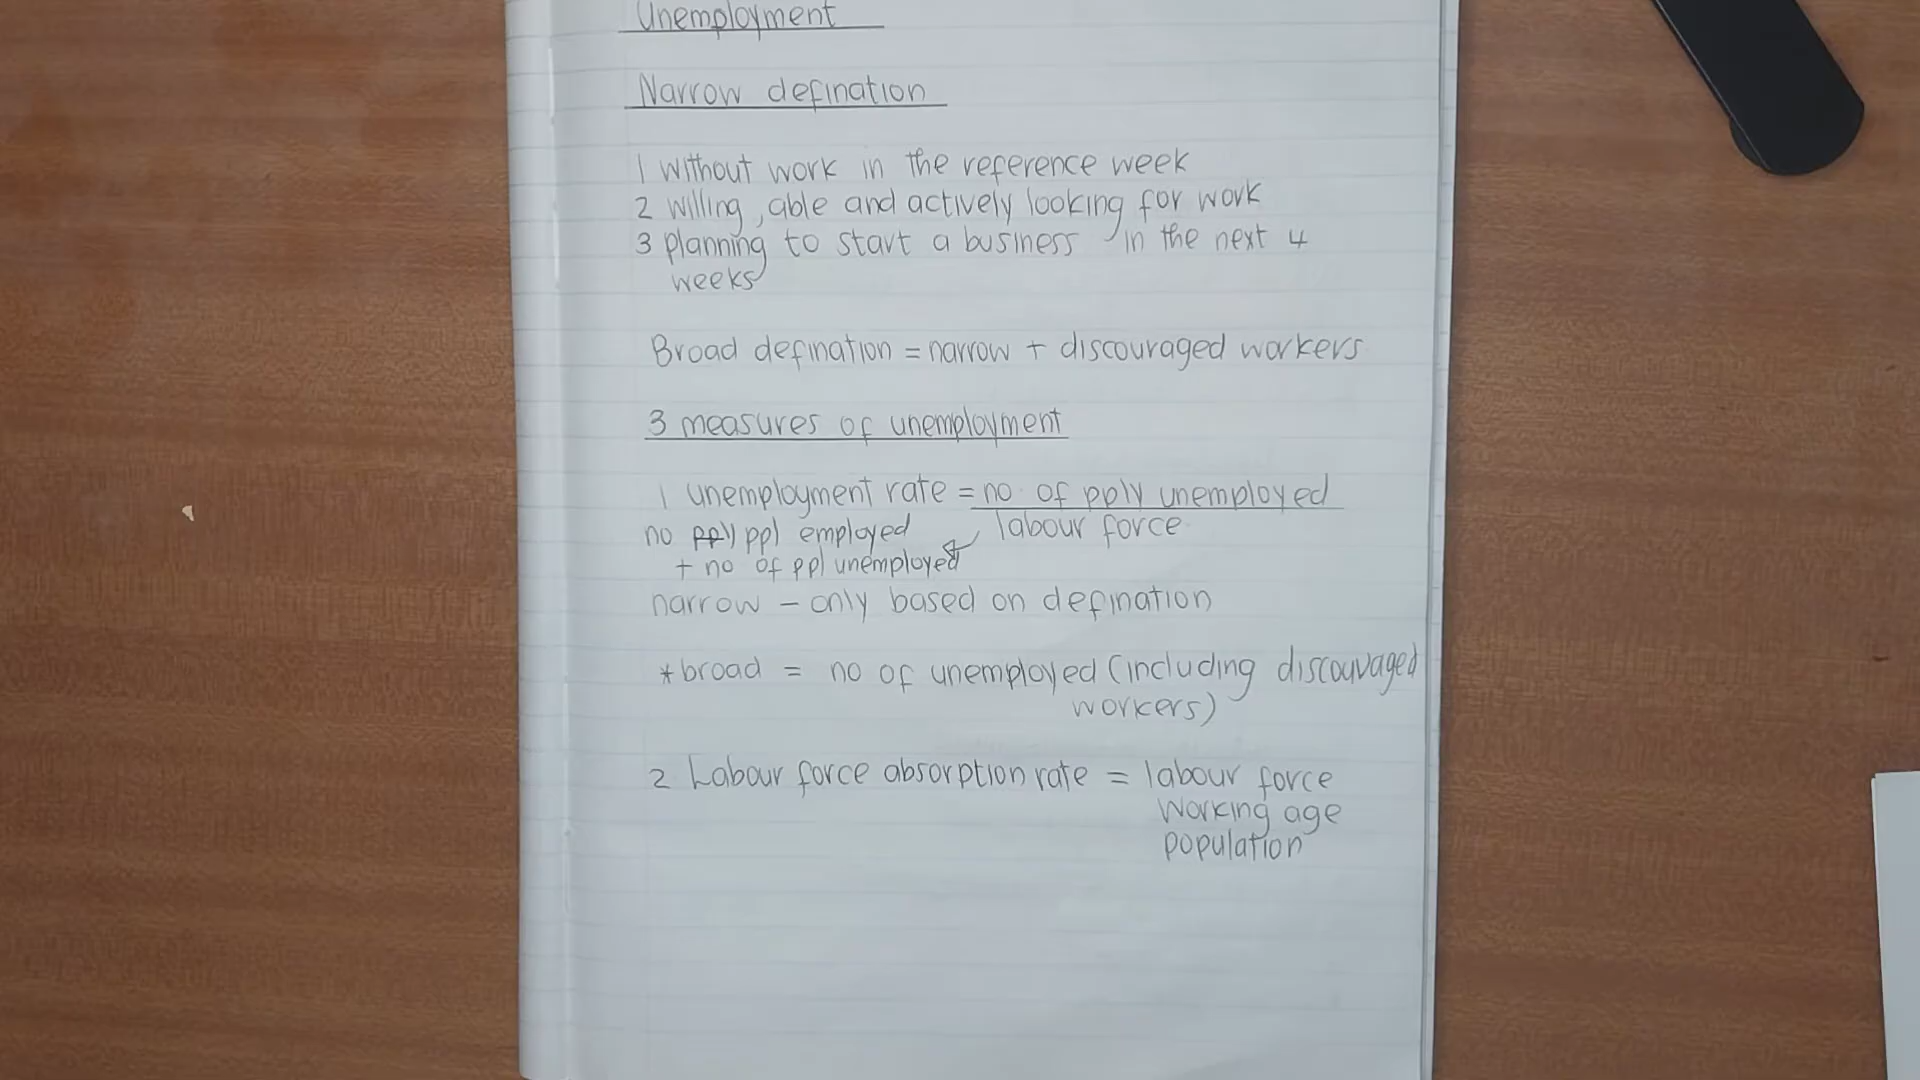 Unemployment
Narrow defination
1 without work in the reference week
2 willing, able and actively looking for work
3 planning to start a business in the next 4
weeks
Broad defination = narrow + discouraged workers
3 measures of unemployment
1 unemployment rate = no. of pply unemployed
labour force
no pply ppl employed
+ no of ppl unemployed
narrow - only based on defination
* broad = no of unemployed (including discouraged
workers)
2 Labour force absorption rate = labour force
working age
population